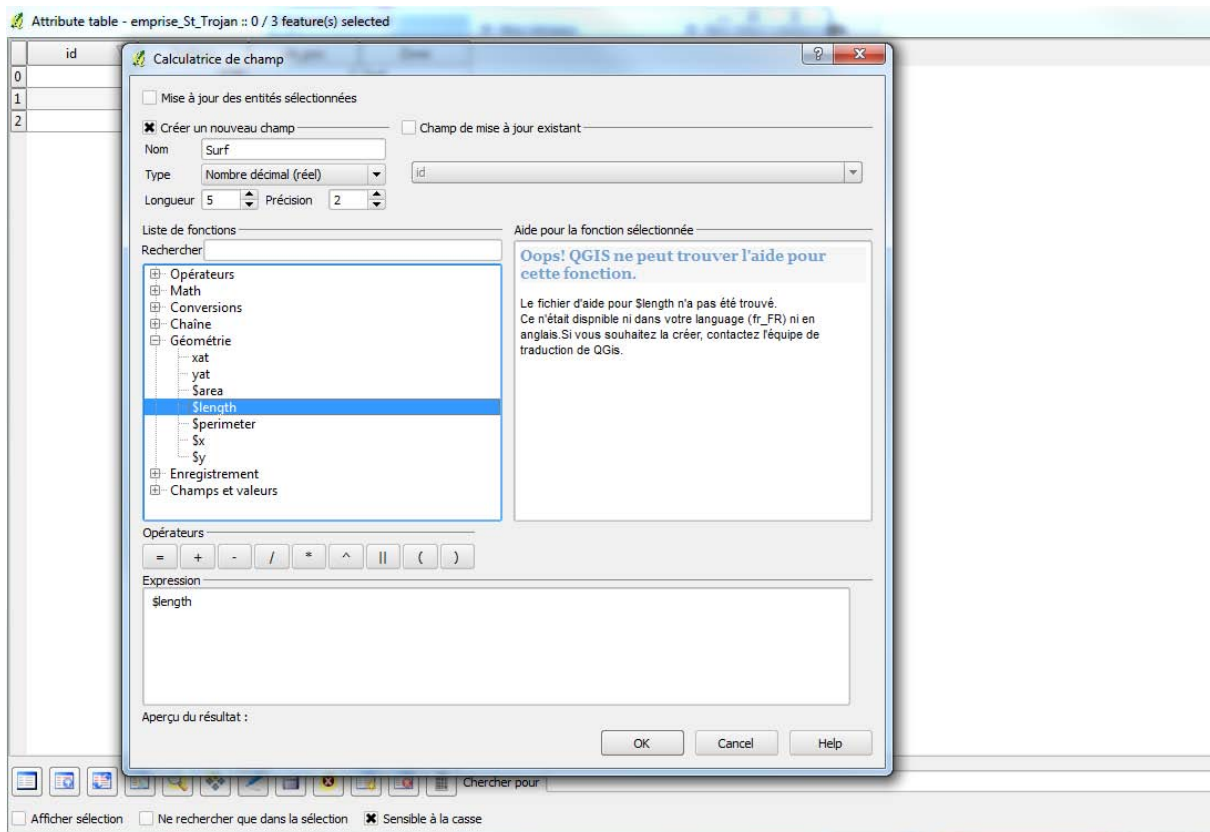 Attribute table - emprise_St_Trojan :: 0 / 3 feature(s) selected
id
0
1
2
Calculatrice de champ
Mise à jour des entités sélectionnées
Créer un nouveau champ
Champ de mise à jour existant
Nom Surf
Type Nombre décimal (réel)
id
Longueur 5 Précision 2
Liste de fonctions
Rechercher
Opérateurs
Math
Conversions
Chaîne
Géométrie
xat
yat
$area
$length
$perimeter
$x
$y
Enregistrement
Champs et valeurs
Aide pour la fonction sélectionnée
Oops! QGIS ne peut trouver l'aide pour
cette fonction.
Le fichier d'aide pour $length n'a pas été trouvé.
Ce n'était dispnible ni dans votre language (fr_FR) ni en
anglais.Si vous souhaitez la créer, contactez l'équipe de
traduction de QGis.
Opérateurs
= + - / * ^ || ( )
Expression
$length
Aperçu du résultat :
OK Cancel Help
Chercher pour
Afficher sélection Ne rechercher que dans la sélection Sensible à la casse